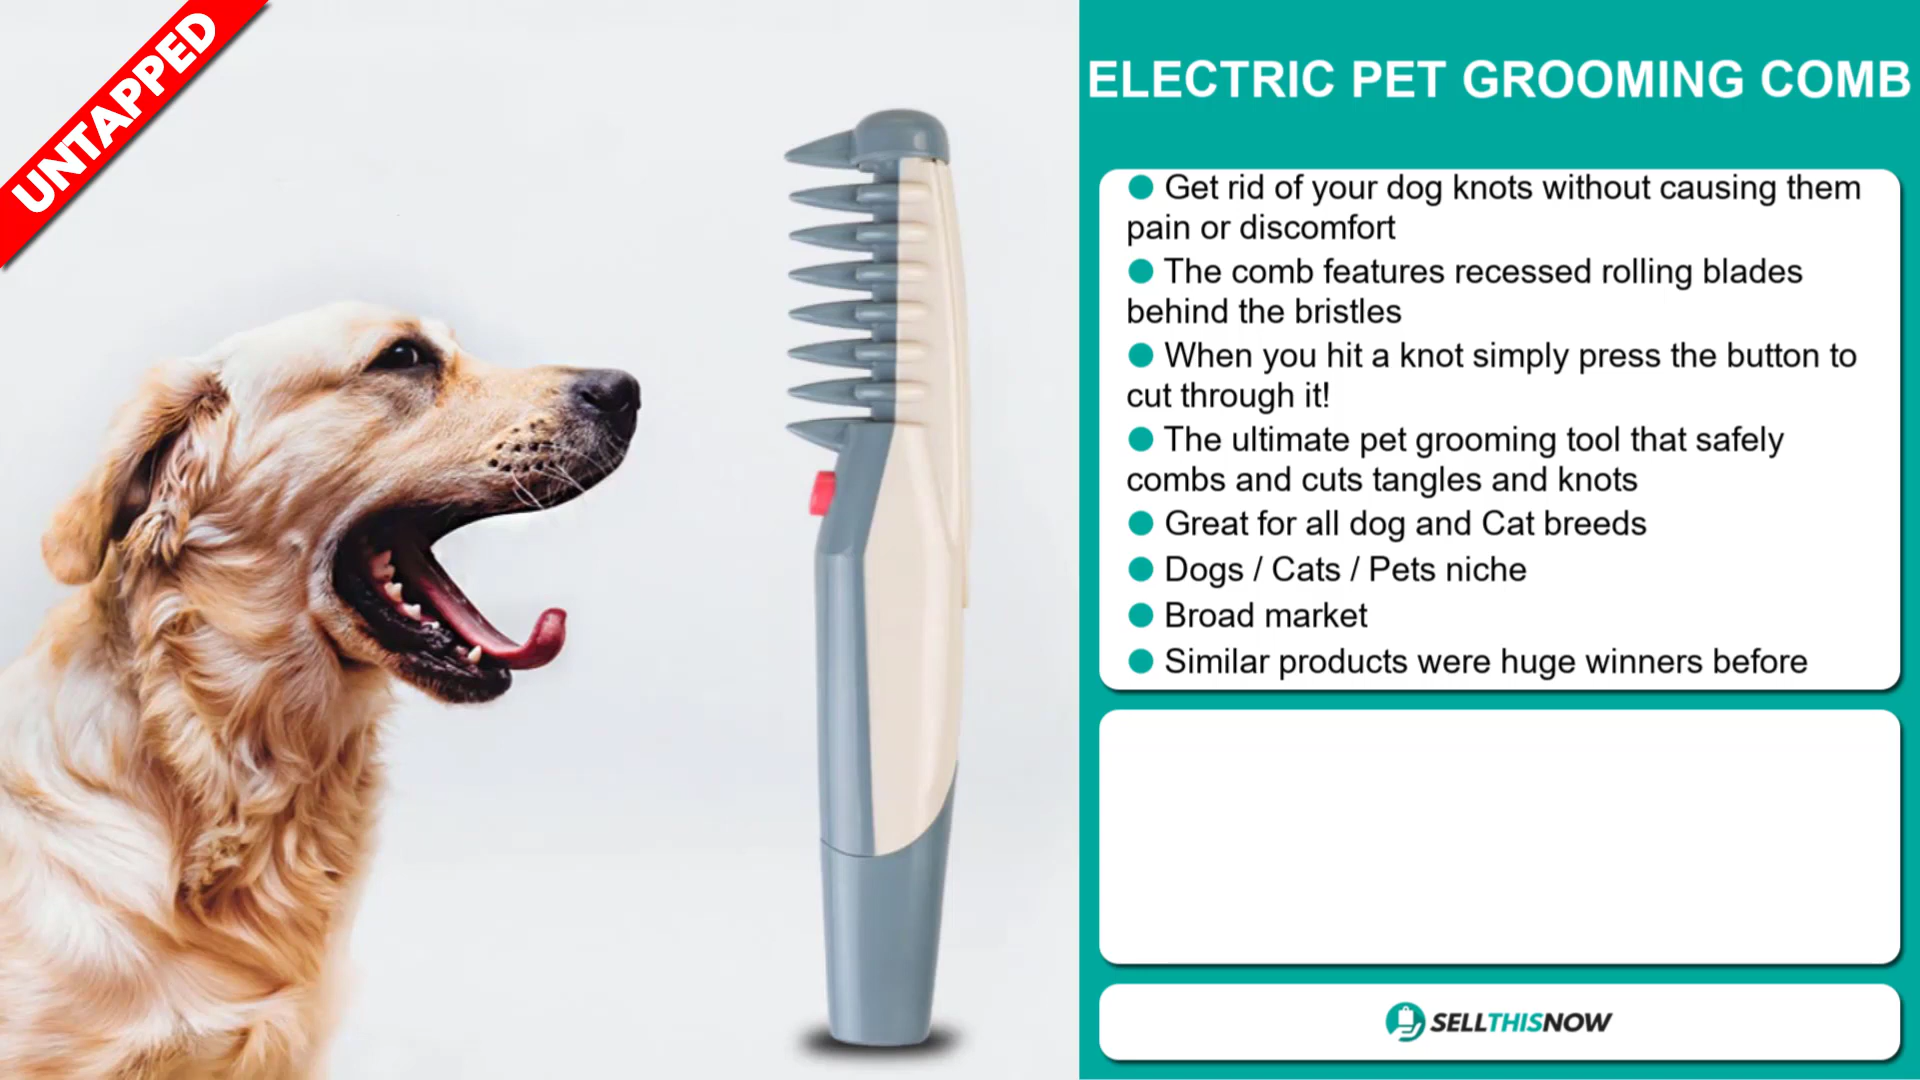 UNTAPPED
ELECTRIC PET GROOMING COMB
● Get rid of your dog knots without causing them
pain or discomfort
● The comb features recessed rolling blades
behind the bristles
● When you hit a knot simply press the button to
cut through it!
● The ultimate pet grooming tool that safely
combs and cuts tangles and knots
● Great for all dog and Cat breeds
● Dogs / Cats / Pets niche
● Broad market
● Similar products were huge winners before
SELLTHISNOW